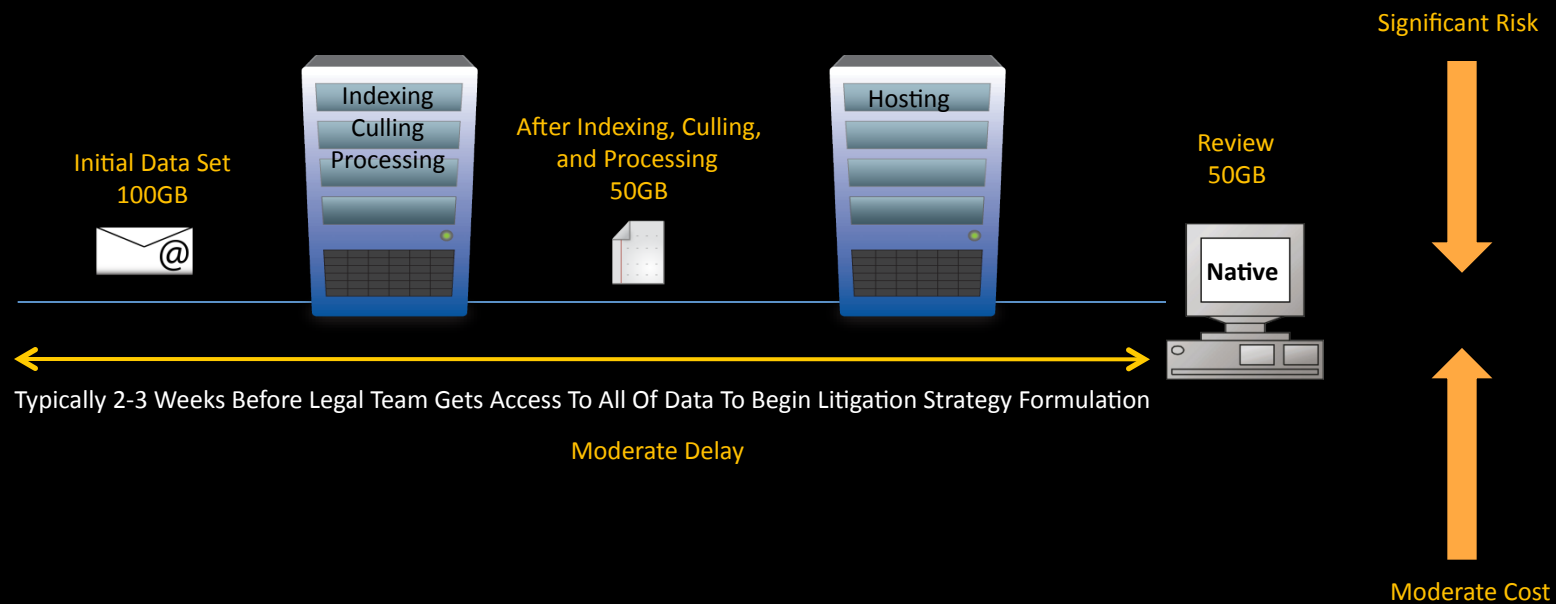 Significant Risk
Indexing
Culling
Processing
Hosting
After Indexing, Culling,
and Processing
50GB
Initial Data Set
100GB
@
Review
50GB
Native
Typically 2-3 Weeks Before Legal Team Gets Access To All Of Data To Begin Litigation Strategy Formulation
Moderate Delay
Moderate Cost